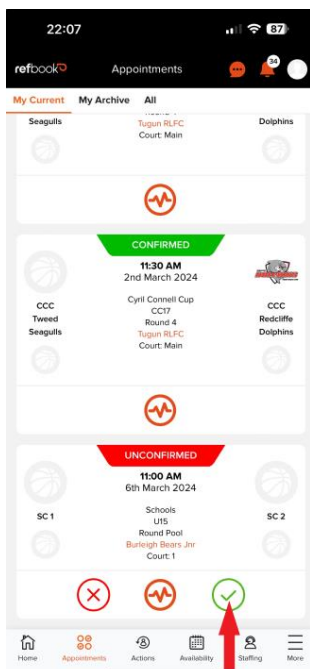 22:07
87
refbook
Appointments
34
My Current My Archive All
Seagulls
Tugun RLFC
Court: Main
Dolphins
CONFIRMED
11:30 AM
2nd March 2024
CCC
Tweed
Seagulls
Cyril Connell Cup
CC17
Round 4
Tugun RLFC
Court: Main
CCC
Redcliffe
Dolphins
UNCONFIRMED
11:00 AM
6th March 2024
SC 1
Schools
U15
Round Pool
Burleigh Bears Jnr
Court: 1
SC 2
Home Appointments Actions Availability Staffing More